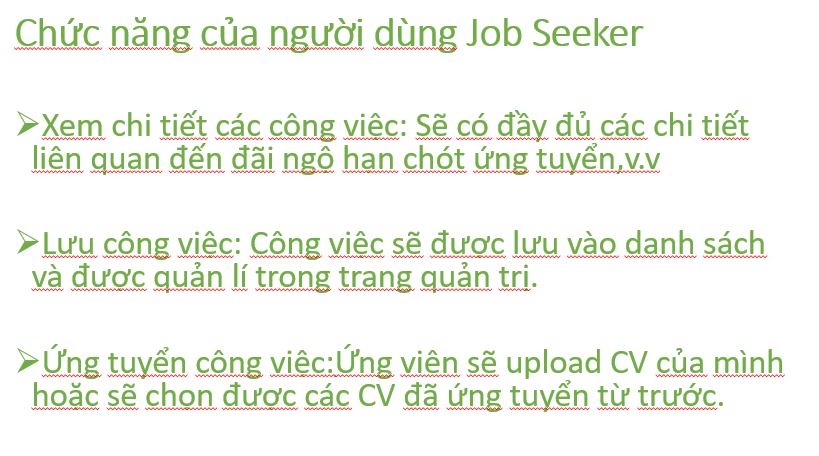 Chức năng của người dùng Job Seeker
➢Xem chi tiết các công việc: Sẽ có đầy đủ các chi tiết
liên quan đến đãi ngộ hạn chót ứng tuyển,v.v
➢Lưu công việc: Công việc sẽ được lưu vào danh sách
và được quản lí trong trang quản trị.
➢Ứng tuyển công việc:Ứng viên sẽ upload CV của mình
hoặc sẽ chọn được các CV đã ứng tuyển từ trước.